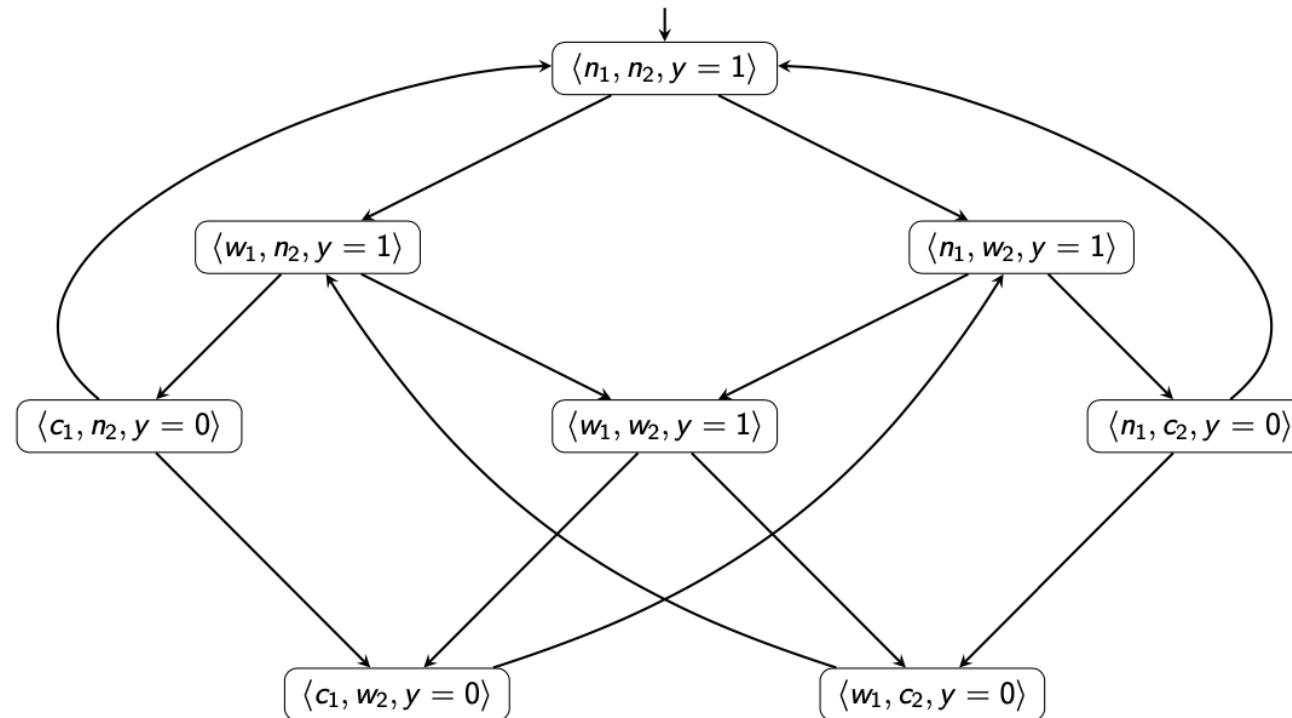 ⟨n₁, n₂, y = 1⟩
⟨w₁, n₂, y = 1⟩
⟨n₁, w₂, y = 1⟩
⟨c₁, n₂, y = 0⟩
⟨w₁, w₂, y = 1⟩
⟨n₁, c₂, y = 0⟩
⟨c₁, w₂, y = 0⟩
⟨w₁, c₂, y = 0⟩